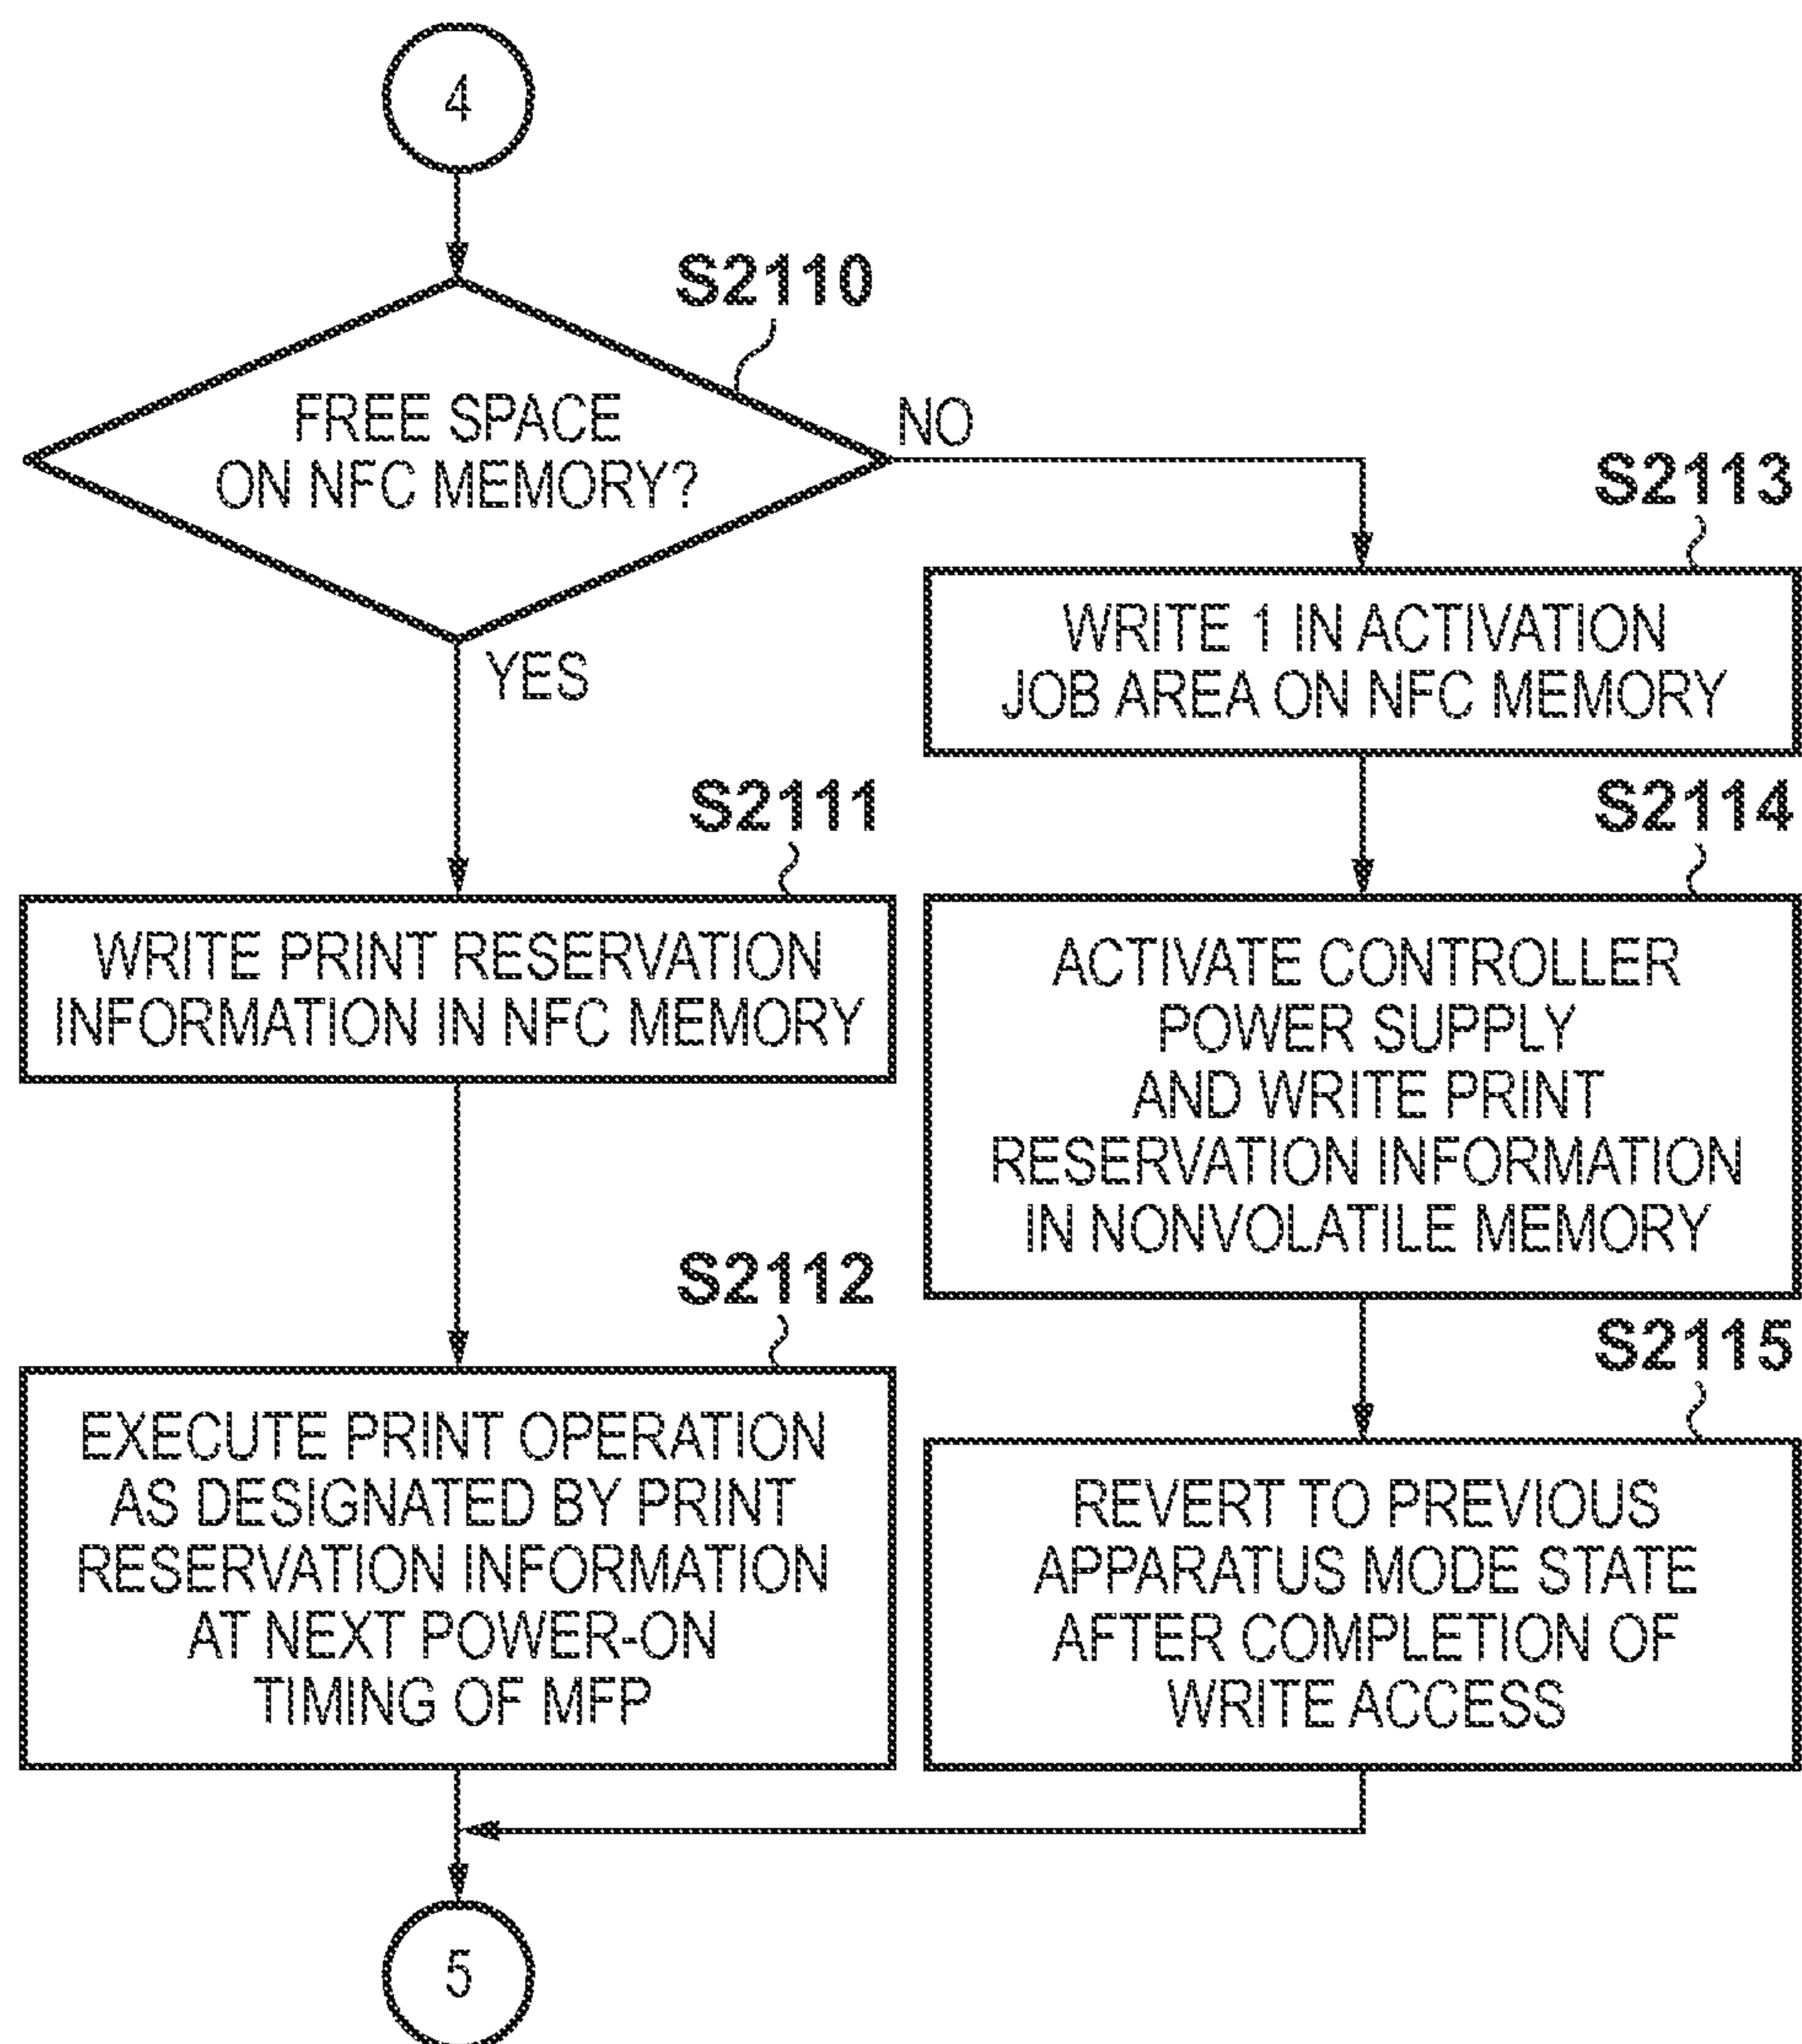 4
S2110
FREE SPACE
ON NFC MEMORY?
NO
YES
S2113
WRITE 1 IN ACTIVATION
JOB AREA ON NFC MEMORY
S2111
WRITE PRINT RESERVATION
INFORMATION IN NFC MEMORY
S2114
ACTIVATE CONTROLLER
POWER SUPPLY
AND WRITE PRINT
RESERVATION INFORMATION
IN NONVOLATILE MEMORY
S2112
EXECUTE PRINT OPERATION
AS DESIGNATED BY PRINT
RESERVATION INFORMATION
AT NEXT POWER-ON
TIMING OF MFP
S2115
REVERT TO PREVIOUS
APPARATUS MODE STATE
AFTER COMPLETION OF
WRITE ACCESS
5